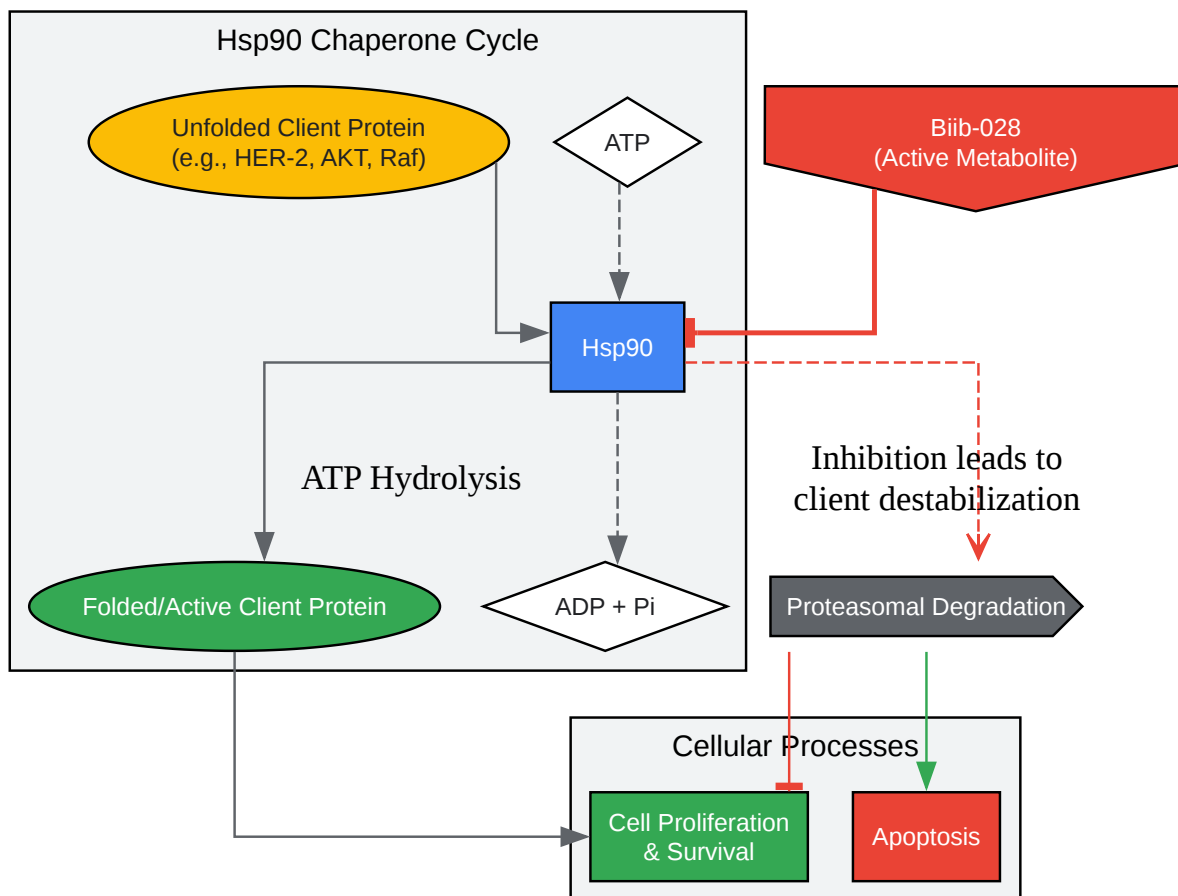 Hsp90 Chaperone Cycle
Unfolded Client Protein
(e.g., HER-2, AKT, Raf)
ATP
Biib-028
(Active Metabolite)
Hsp90
ATP Hydrolysis
Inhibition leads to
client destabilization
Folded/Active Client Protein
ADP + Pi
Proteasomal Degradation
Cellular Processes
Cell Proliferation
& Survival
Apoptosis